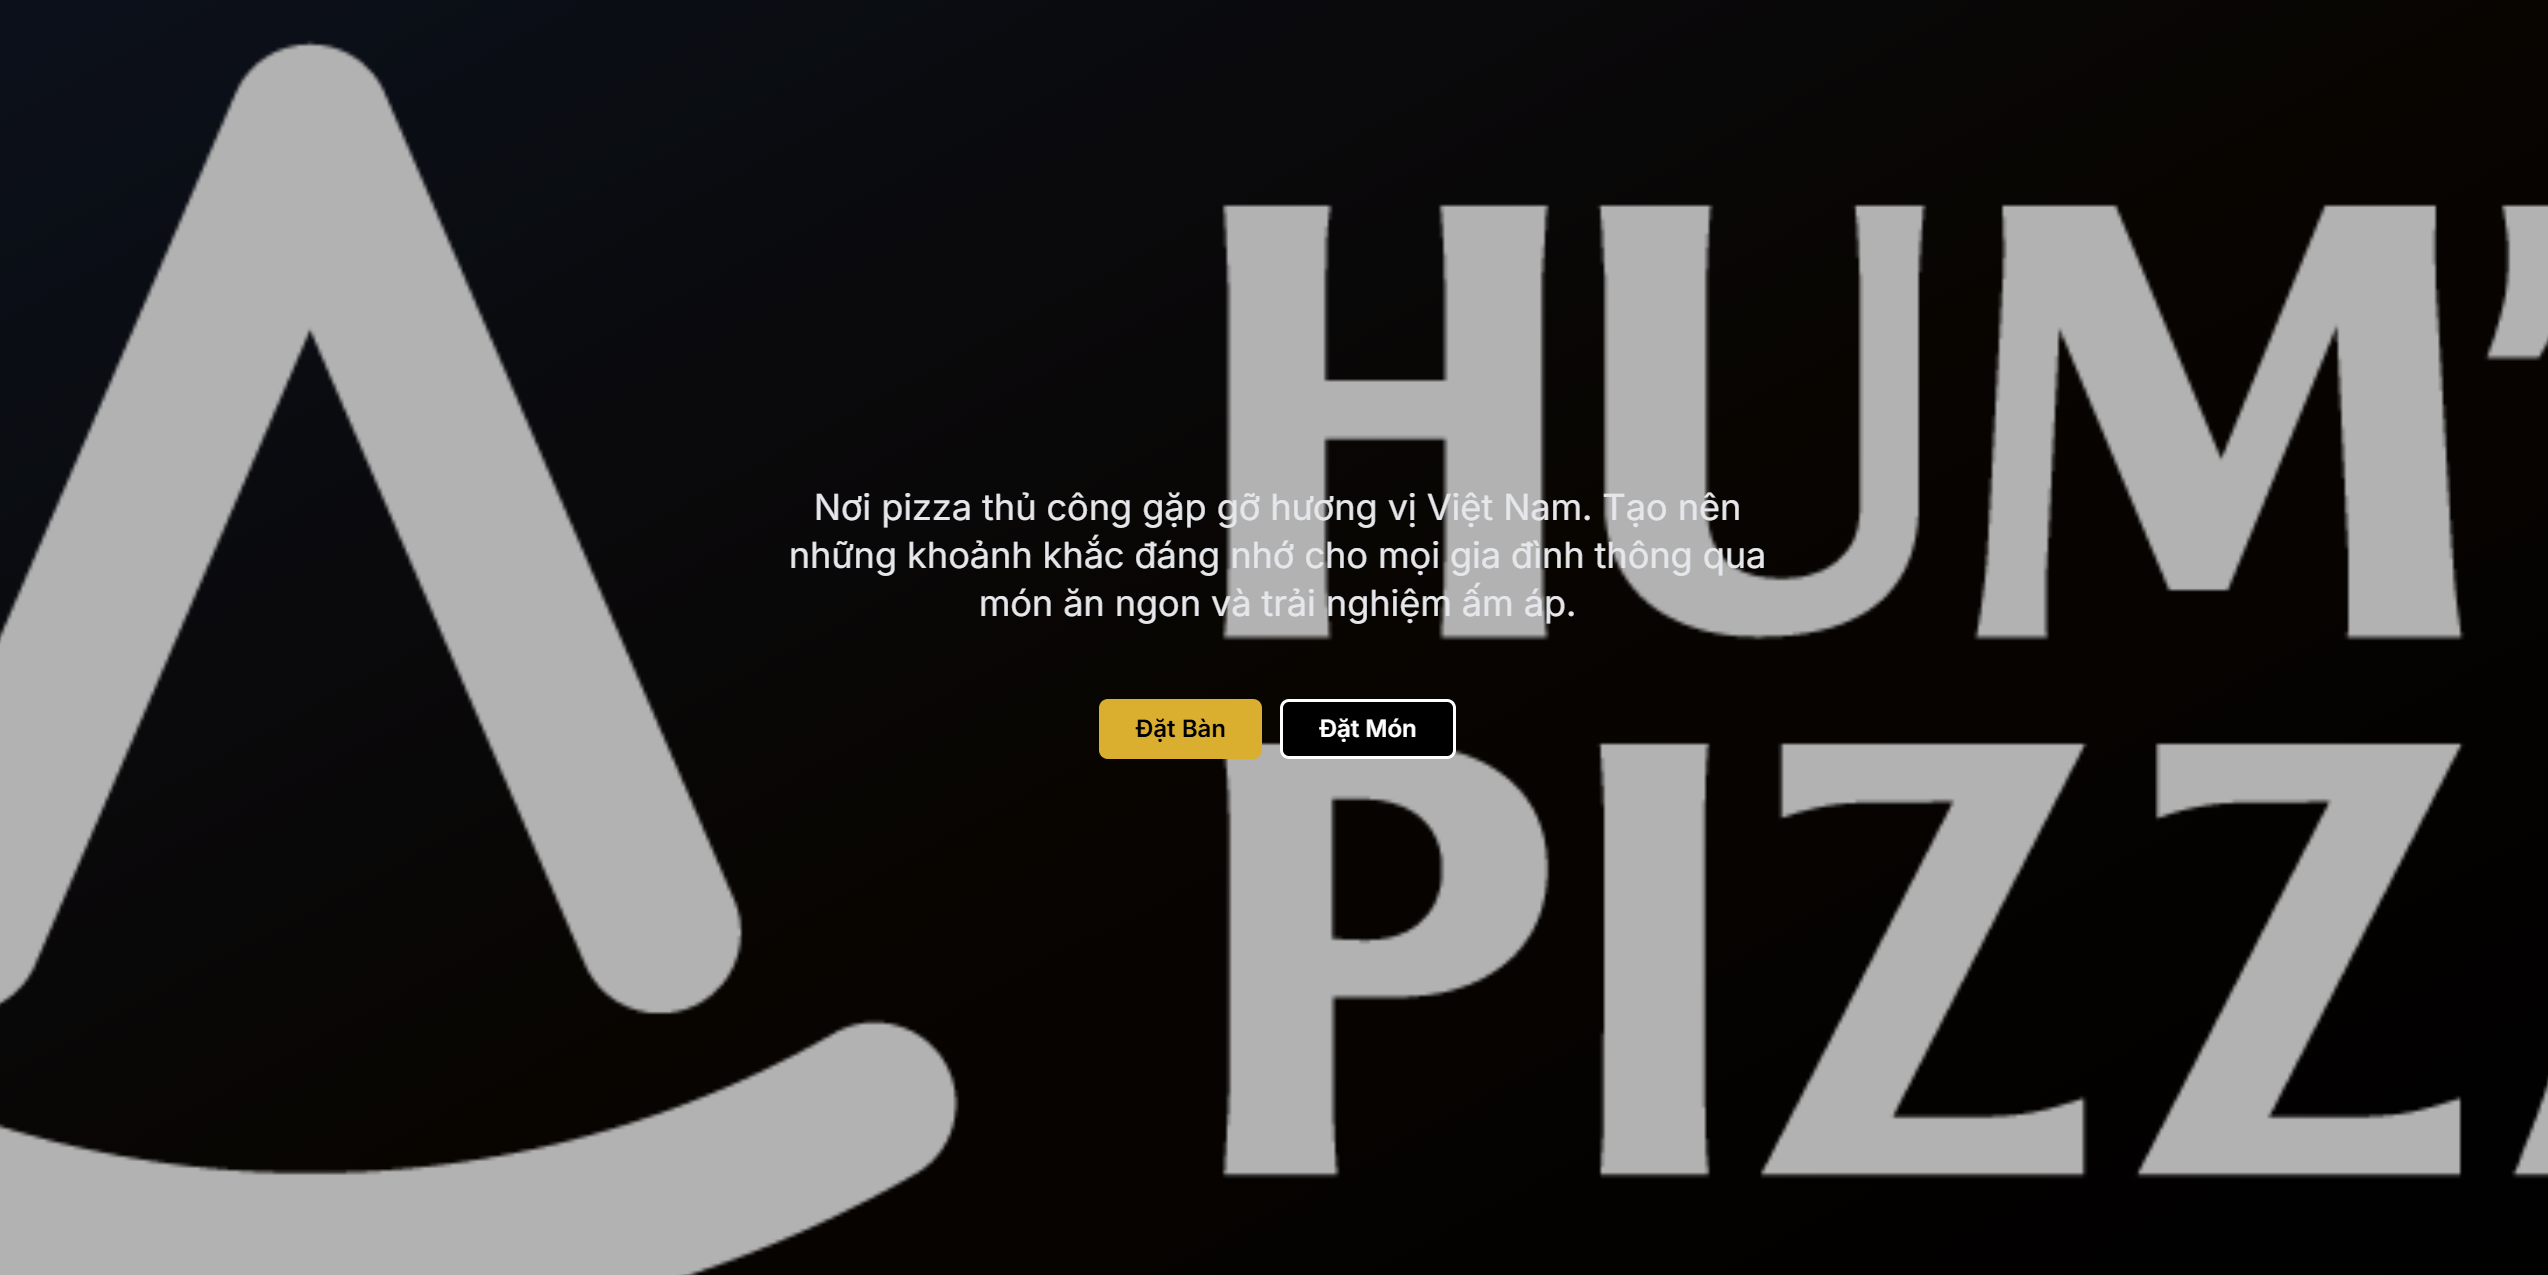 HUM'
Nơi pizza thủ công gặp gỡ hương vị Việt Nam. Tạo nên
những khoảnh khắc đáng nhớ cho mọi gia đình thông qua
món ăn ngon và trải nghiệm ấm áp.
Đặt Bàn Đặt Món
PIZZ